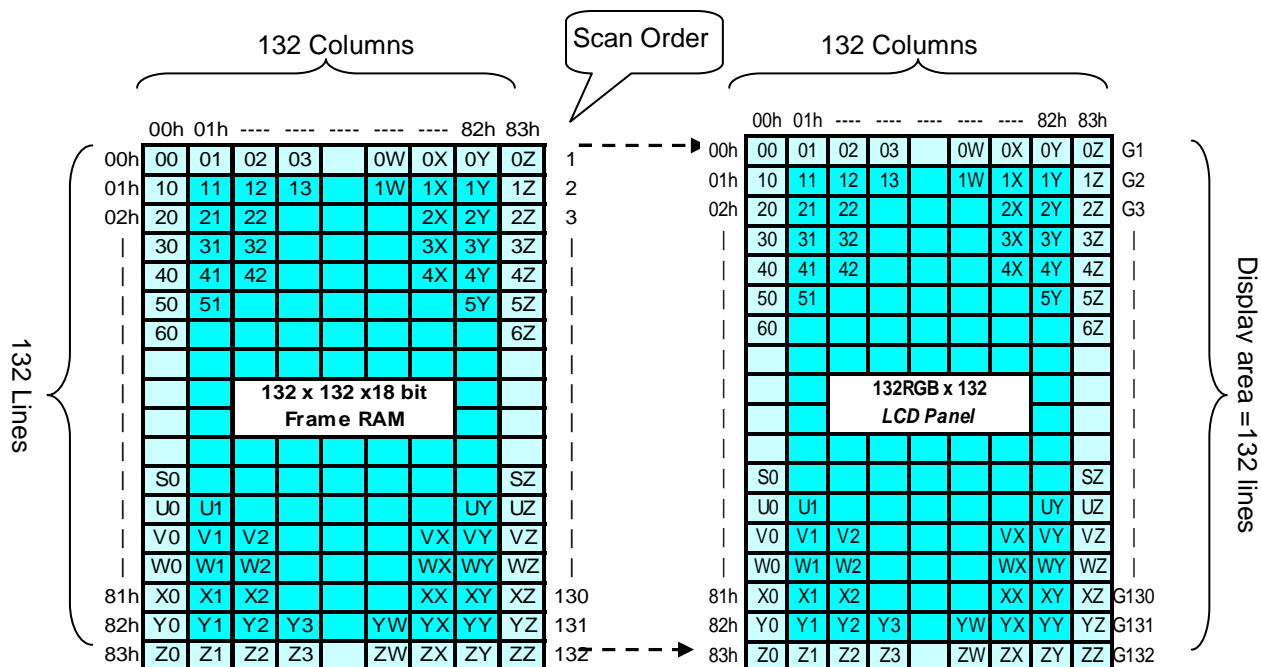 132 Columns
Scan Order
132 Columns
00h 01h ---- ---- ---- ---- ---- 82h 83h
00h 01h ---- ---- ---- ---- ---- 82h 83h
00h 00 01 02 03 0W 0X 0Y 0Z 1
00h 00 01 02 03 0W 0X 0Y 0Z G1
01h 10 11 12 13 1W 1X 1Y 1Z 2
01h 10 11 12 13 1W 1X 1Y 1Z G2
02h 20 21 22 2X 2Y 2Z 3
02h 20 21 22 2X 2Y 2Z G3
30 31 32 3X 3Y 3Z
30 31 32 3X 3Y 3Z
40 41 42 4X 4Y 4Z
40 41 42 4X 4Y 4Z
50 51 5Y 5Z
50 51 5Y 5Z
60 6Z
60 6Z
132 Lines
132 x 132 x18 bit
Frame RAM
132RGB x 132
LCD Panel
Display area =132 lines
S0 SZ
S0 SZ
U0 U1 UY UZ
U0 U1 UY UZ
V0 V1 V2 VX VY VZ
V0 V1 V2 VX VY VZ
W0 W1 W2 WX WY WZ
W0 W1 W2 WX WY WZ
81h X0 X1 X2 XX XY XZ 130
81h X0 X1 X2 XX XY XZ G130
82h Y0 Y1 Y2 Y3 YW YX YY YZ 131
82h Y0 Y1 Y2 Y3 YW YX YY YZ G131
83h Z0 Z1 Z2 Z3 ZW ZX ZY ZZ 132
83h Z0 Z1 Z2 Z3 ZW ZX ZY ZZ G132